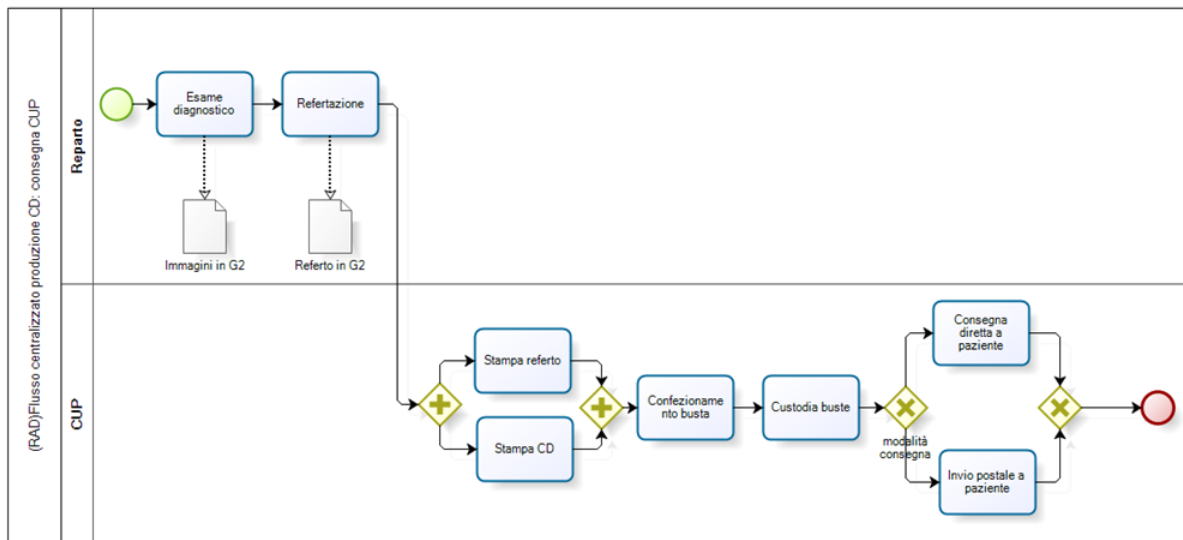 (RAD)Flusso centralizzato produzione CD: consegna CUP
Reparto
Esame
diagnostico
Refertazione
Immagini in G2
Referto in G2
CUP
Stampa referto
Stampa CD
Confezioname
nto busta
Custodia buste
modalità
consegna
Consegna
diretta a
paziente
Invio postale a
paziente